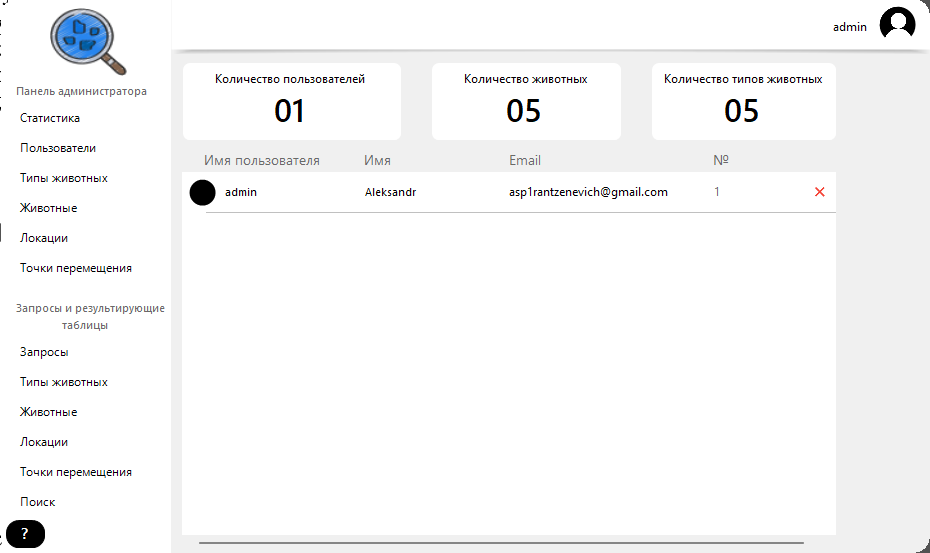 admin
Панель администратора
Статистика
Пользователи
Типы животных
Животные
Локации
Точки перемещения
Запросы и результирующие
таблицы
Запросы
Типы животных
Животные
Локации
Точки перемещения
Поиск
?
Количество пользователей
01
Количество животных
05
Количество типов животных
05
Имя пользователя Имя Email №
admin Aleksandr asp1rantzenevich@gmail.com 1 ✕